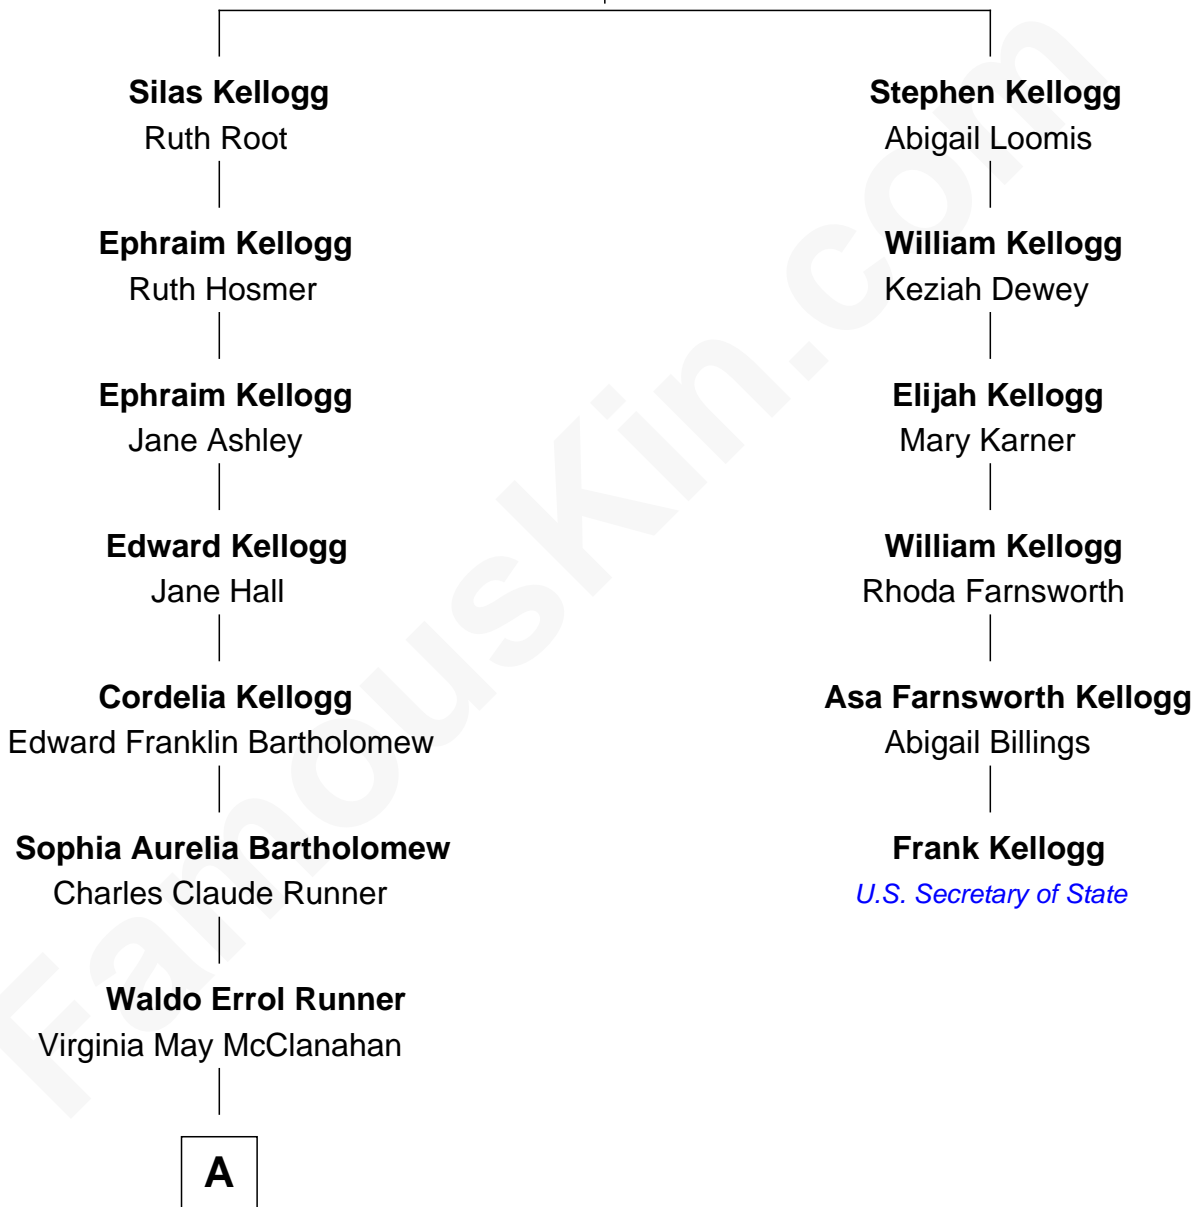 Silas Kellogg
Ruth Root
Stephen Kellogg
Abigail Loomis
Ephraim Kellogg
Ruth Hosmer
William Kellogg
Keziah Dewey
Ephraim Kellogg
Jane Ashley
Elijah Kellogg
Mary Karner
Edward Kellogg
Jane Hall
William Kellogg
Rhoda Farnsworth
Cordelia Kellogg
Edward Franklin Bartholomew
Asa Farnsworth Kellogg
Abigail Billings
Sophia Aurelia Bartholomew
Charles Claude Runner
Frank Kellogg
U.S. Secretary of State
Waldo Errol Runner
Virginia May McClanahan
A
FamousKin.com